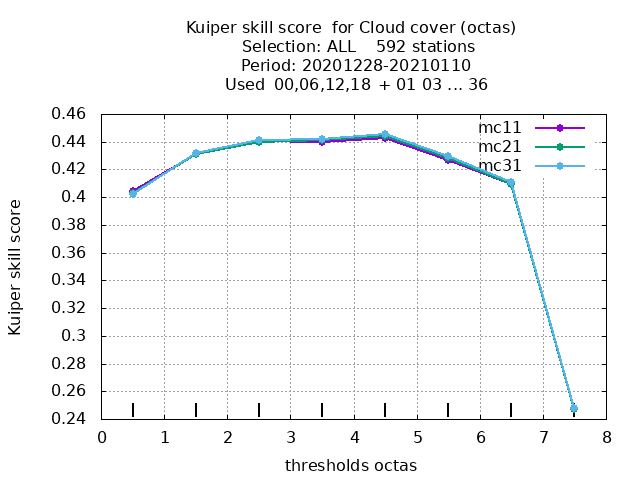 Kuiper skill score  for Cloud cover (octas)
Selection: ALL    592 stations
Period: 20201228-20210110
Used  00,06,12,18 + 01 03 ... 36
mc11
mc21
mc31
0.46
0.44
0.42
0.4
0.38
0.36
0.34
0.32
0.3
0.28
0.26
0.24
Kuiper skill score
0 1 2 3 4 5 6 7 8
thresholds octas